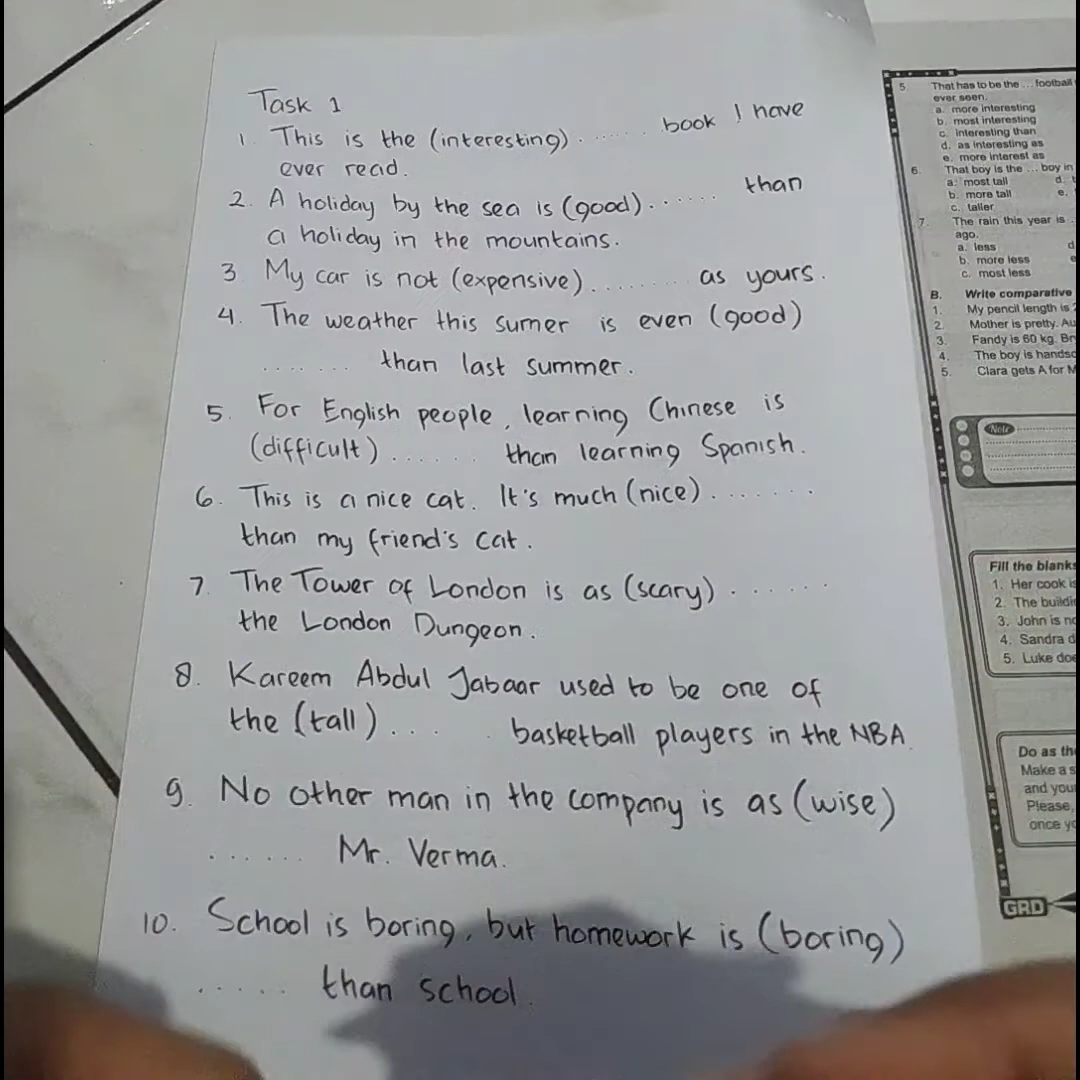 Task 1
1. This is the (interesting) ....... book I have
ever read.
2. A holiday by the sea is (good)....... than
a holiday in the mountains.
3. My car is not (expensive)......... as yours.
4. The weather this sumer is even (good)
........ than last summer.
5. For English people, learning Chinese is
(difficult)....... than learning Spanish.
6. This is a nice cat. It's much (nice).......
than my friend's cat.
7. The Tower of London is as (scary)......
the London Dungeon.
8. Kareem Abdul Jabaar used to be one of
the (tall).... basketball players in the NBA.
9. No other man in the company is as (wise)
...... Mr. Verma.
10. School is boring, but homework is (boring)
..... than school.
5. That has to be the ... football
ever seen.
a. more interesting
b. most interesting
c. interesting than
d. as interesting as
e. more interest as
6. That boy is the ... boy in
a. most tall d.
b. more tall e.
c. taller
7. The rain this year is
ago.
a. less d
b. more less e
c. most less
B. Write comparative
1. My pencil length is
2. Mother is pretty.
3. Fandy is 60 kg.
4. The boy is
5. Clara gets A for
Note
Fill the blanks
1. Her cook is
2. The
3. John is
4. Sandra
5. Luke
Do as
Make a
and
Please,
once
GRD